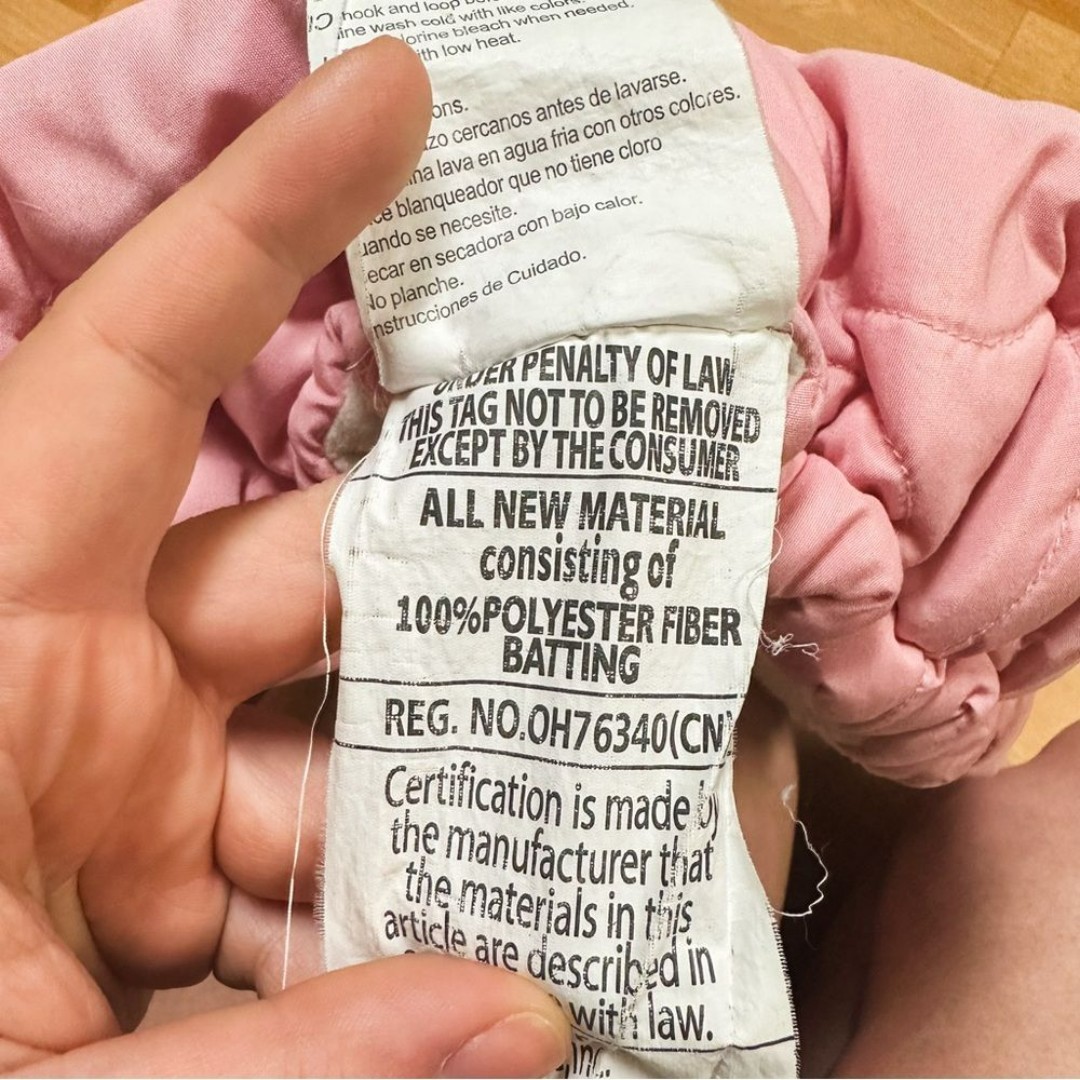 hook and loop
ine wash cold with like colors.
lorine bleach when needed.
ith low heat.
ons.
zo cercanos antes de lavarse.
na lava en agua fria con otros colores.
ce blanqueador que no tiene cloro
uando se necesite.
ecar en secadora con bajo calor.
No planche.
nstrucciones de Cuidado.
UNDER PENALTY OF LAW
THIS TAG NOT TO BE REMOVED
EXCEPT BY THE CONSUMER
ALL NEW MATERIAL
consisting of
100%POLYESTER FIBER
BATTING
REG. NO.OH76340(CN)
Certification is made by
the manufacturer that
the materials in this
article are described in
with law.
,inc.